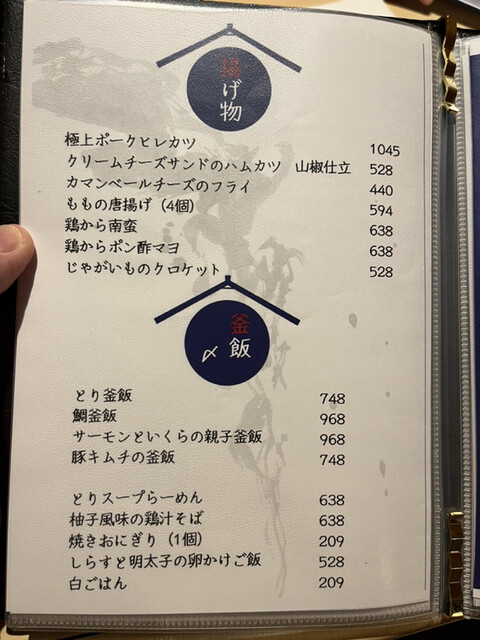 揚げ物
極上ポークヒレカツ 1045
クリームチーズサンドのハムカツ 山椒仕立 528
カマンベールチーズのフライ 440
ももの唐揚げ（4個） 594
鶏から南蛮 638
鶏からポン酢マヨ 638
じゃがいものクロケット 528
釜飯
〆
とり釜飯 748
鯛釜飯 968
サーモンといくらの親子釜飯 968
豚キムチの釜飯 748
とりスープらーめん 638
柚子風味の鶏汁そば 638
焼きおにぎり（1個） 209
しらすと明太子の卵かけご飯 528
白ごはん 209